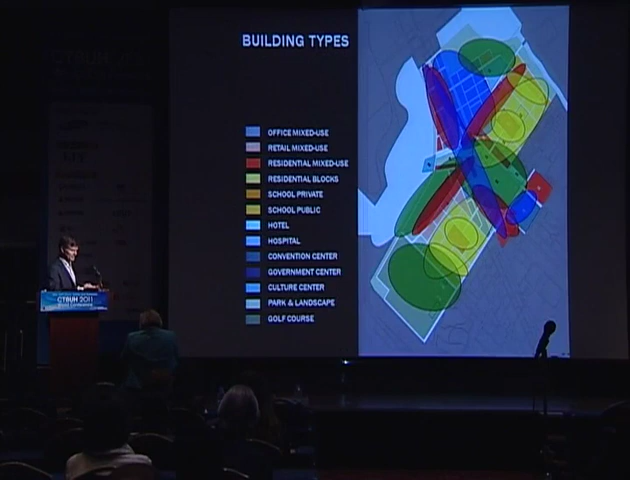 BUILDING TYPES
OFFICE MIXED-USE
RETAIL MIXED-USE
RESIDENTIAL MIXED-USE
RESIDENTIAL BLOCKS
SCHOOL PRIVATE
SCHOOL PUBLIC
HOTEL
HOSPITAL
CONVENTION CENTER
GOVERNMENT CENTER
CULTURE CENTER
PARK & LANDSCAPE
GOLF COURSE
CTBUH 2011